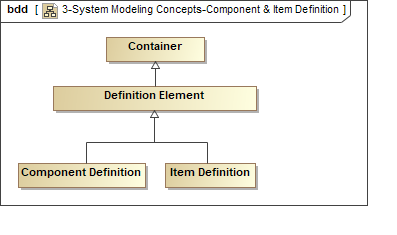 bdd [ 3-System Modeling Concepts-Component & Item Definition ]
Container
Definition Element
Component Definition Item Definition